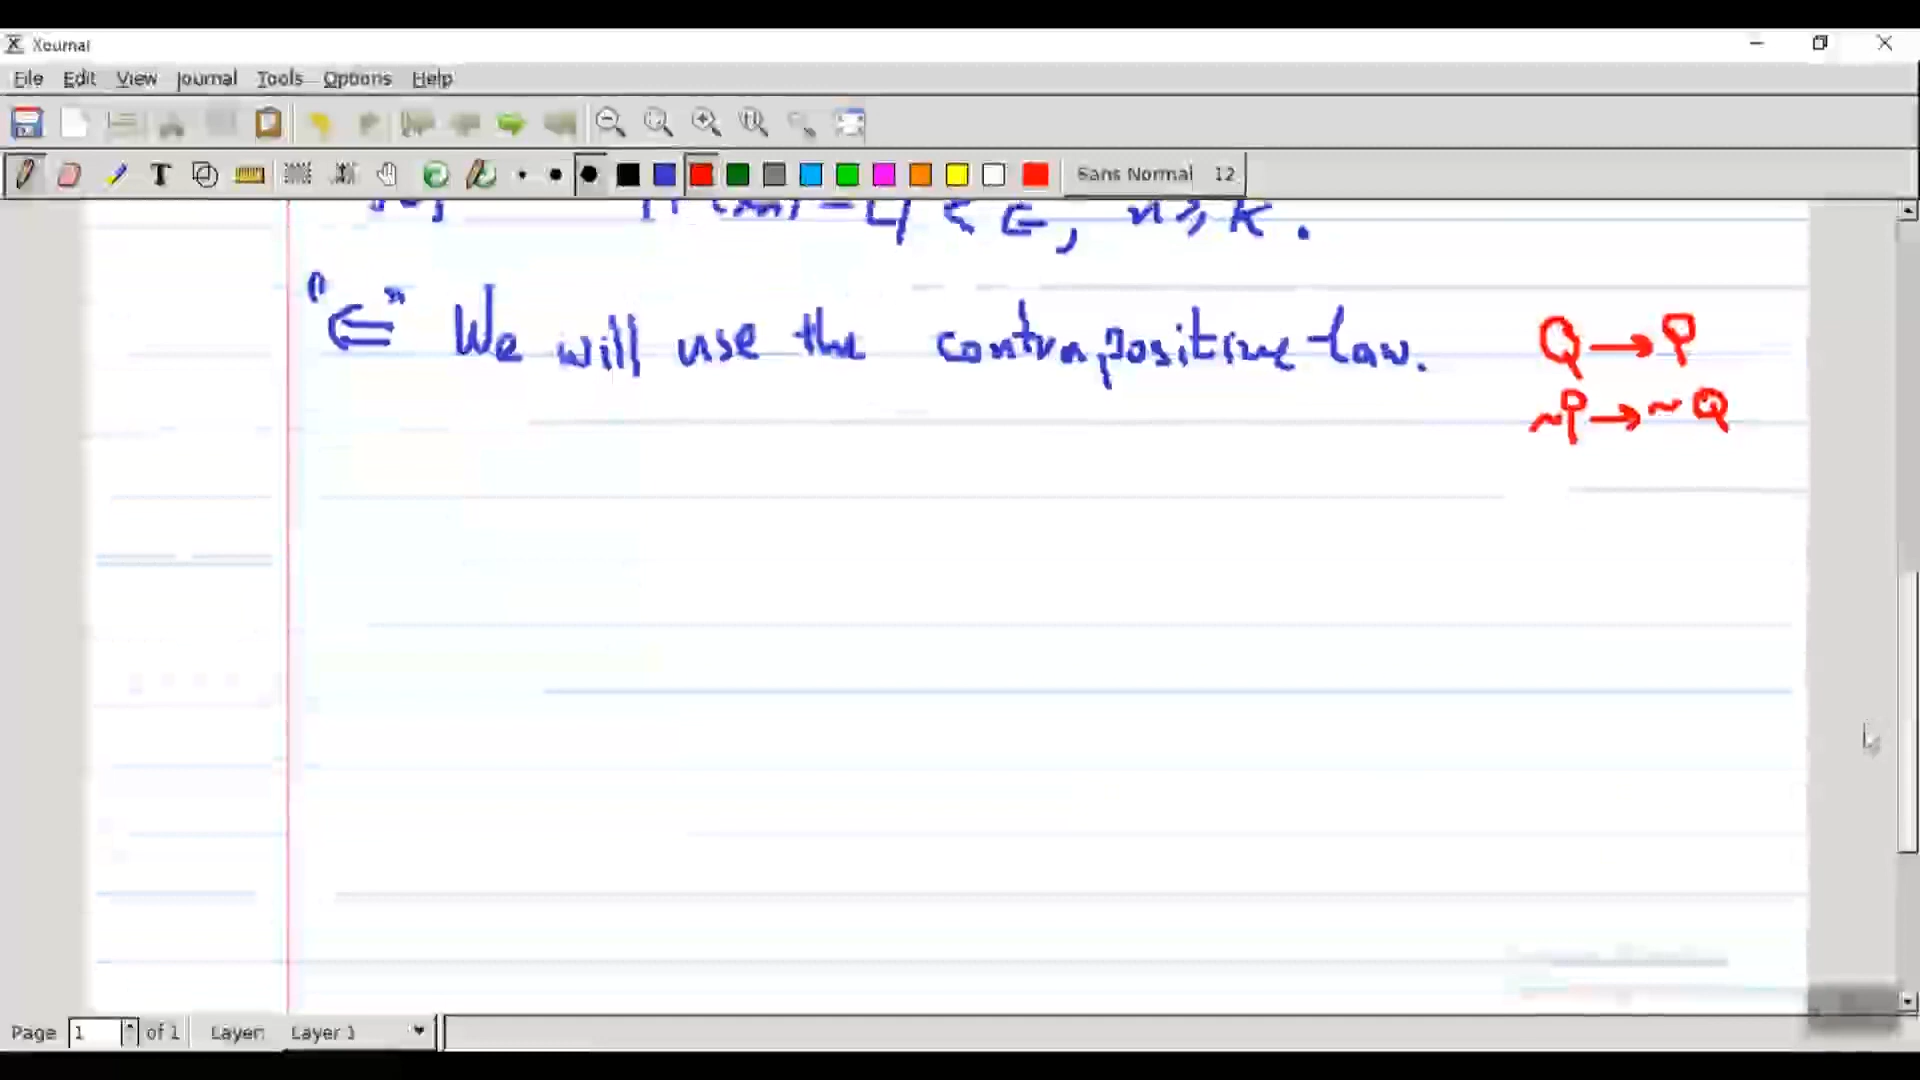 Xournal
File Edit View Journal Tools Options Help
Sans Normal 12
- L| < ε, n ≥ K.
"⇐" We will use the contrapositive law.
Q → P
~P → ~Q
Page 1 of 1 Layer: Layer 1